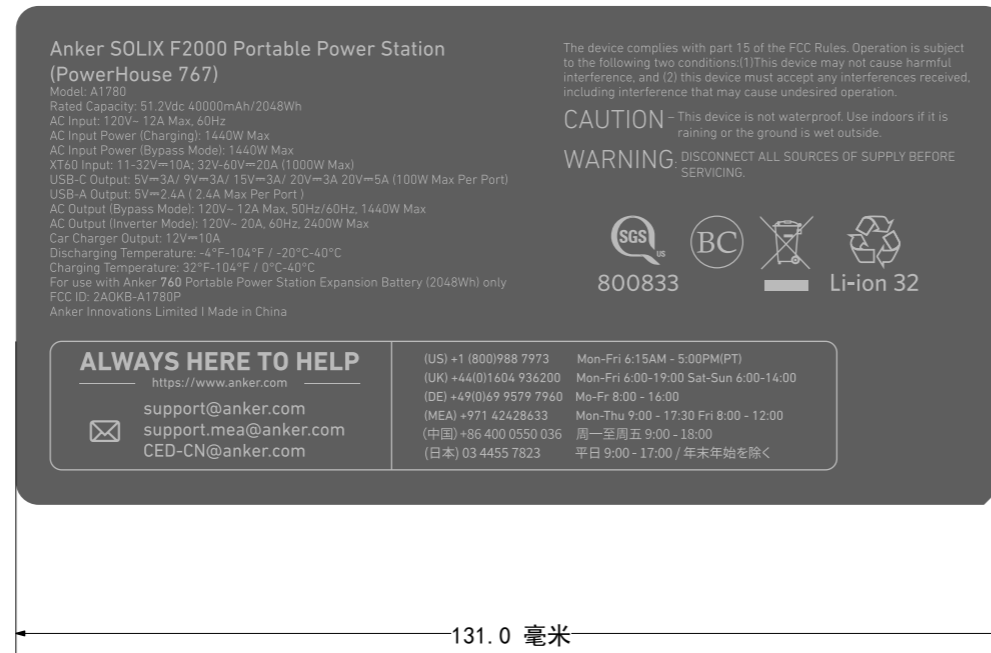 Anker SOLIX F2000 Portable Power Station
(PowerHouse 767)
Model: A1780
Rated Capacity: 51.2Vdc 40000mAh/2048Wh
AC Input: 120V~ 12A Max, 60Hz
AC Input Power (Charging): 1440W Max
AC Input Power (Bypass Mode): 1440W Max
XT60 Input: 11-32V⎓10A; 32V-60V⎓20A (1000W Max)
USB-C Output: 5V⎓3A/ 9V⎓3A/ 15V⎓3A/ 20V⎓3A 20V⎓5A (100W Max Per Port)
USB-A Output: 5V⎓2.4A ( 2.4A Max Per Port )
AC Output (Bypass Mode): 120V~ 12A Max, 50Hz/60Hz, 1440W Max
AC Output (Inverter Mode): 120V~ 20A, 60Hz, 2400W Max
Car Charger Output: 12V⎓10A
Discharging Temperature: -4°F-104°F / -20°C-40°C
Charging Temperature: 32°F-104°F / 0°C-40°C
For use with Anker 760 Portable Power Station Expansion Battery (2048Wh) only
FCC ID: 2AOKB-A1780P
Anker Innovations Limited I Made in China
The device complies with part 15 of the FCC Rules. Operation is subject
to the following two conditions:(1)This device may not cause harmful
interference, and (2) this device must accept any interferences received,
including interference that may cause undesired operation.
CAUTION – This device is not waterproof. Use indoors if it is
raining or the ground is wet outside.
WARNING: DISCONNECT ALL SOURCES OF SUPPLY BEFORE
SERVICING.
SGS US
800833
BC
Li-ion 32
ALWAYS HERE TO HELP
https://www.anker.com
support@anker.com
support.mea@anker.com
CED-CN@anker.com
(US) +1 (800)988 7973 Mon-Fri 6:15AM - 5:00PM(PT)
(UK) +44(0)1604 936200 Mon-Fri 6:00-19:00 Sat-Sun 6:00-14:00
(DE) +49(0)69 9579 7960 Mo-Fr 8:00 - 16:00
(MEA) +971 42428633 Mon-Thu 9:00 - 17:30 Fri 8:00 - 12:00
(中国) +86 400 0550 036 周一至周五 9:00 - 18:00
(日本) 03 4455 7823 平日 9:00 - 17:00 / 年末年始を除く
131.0 毫米